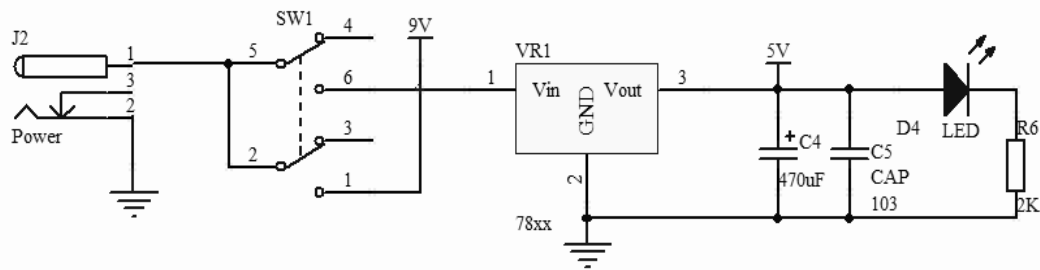 J2
1
3
2
Power
SW1
5
4
6
2
3
1
9V
VR1
1
Vin
GND
Vout
3
2
78xx
5V
+
C4
470uF
C5
CAP
103
D4
LED
R6
2K